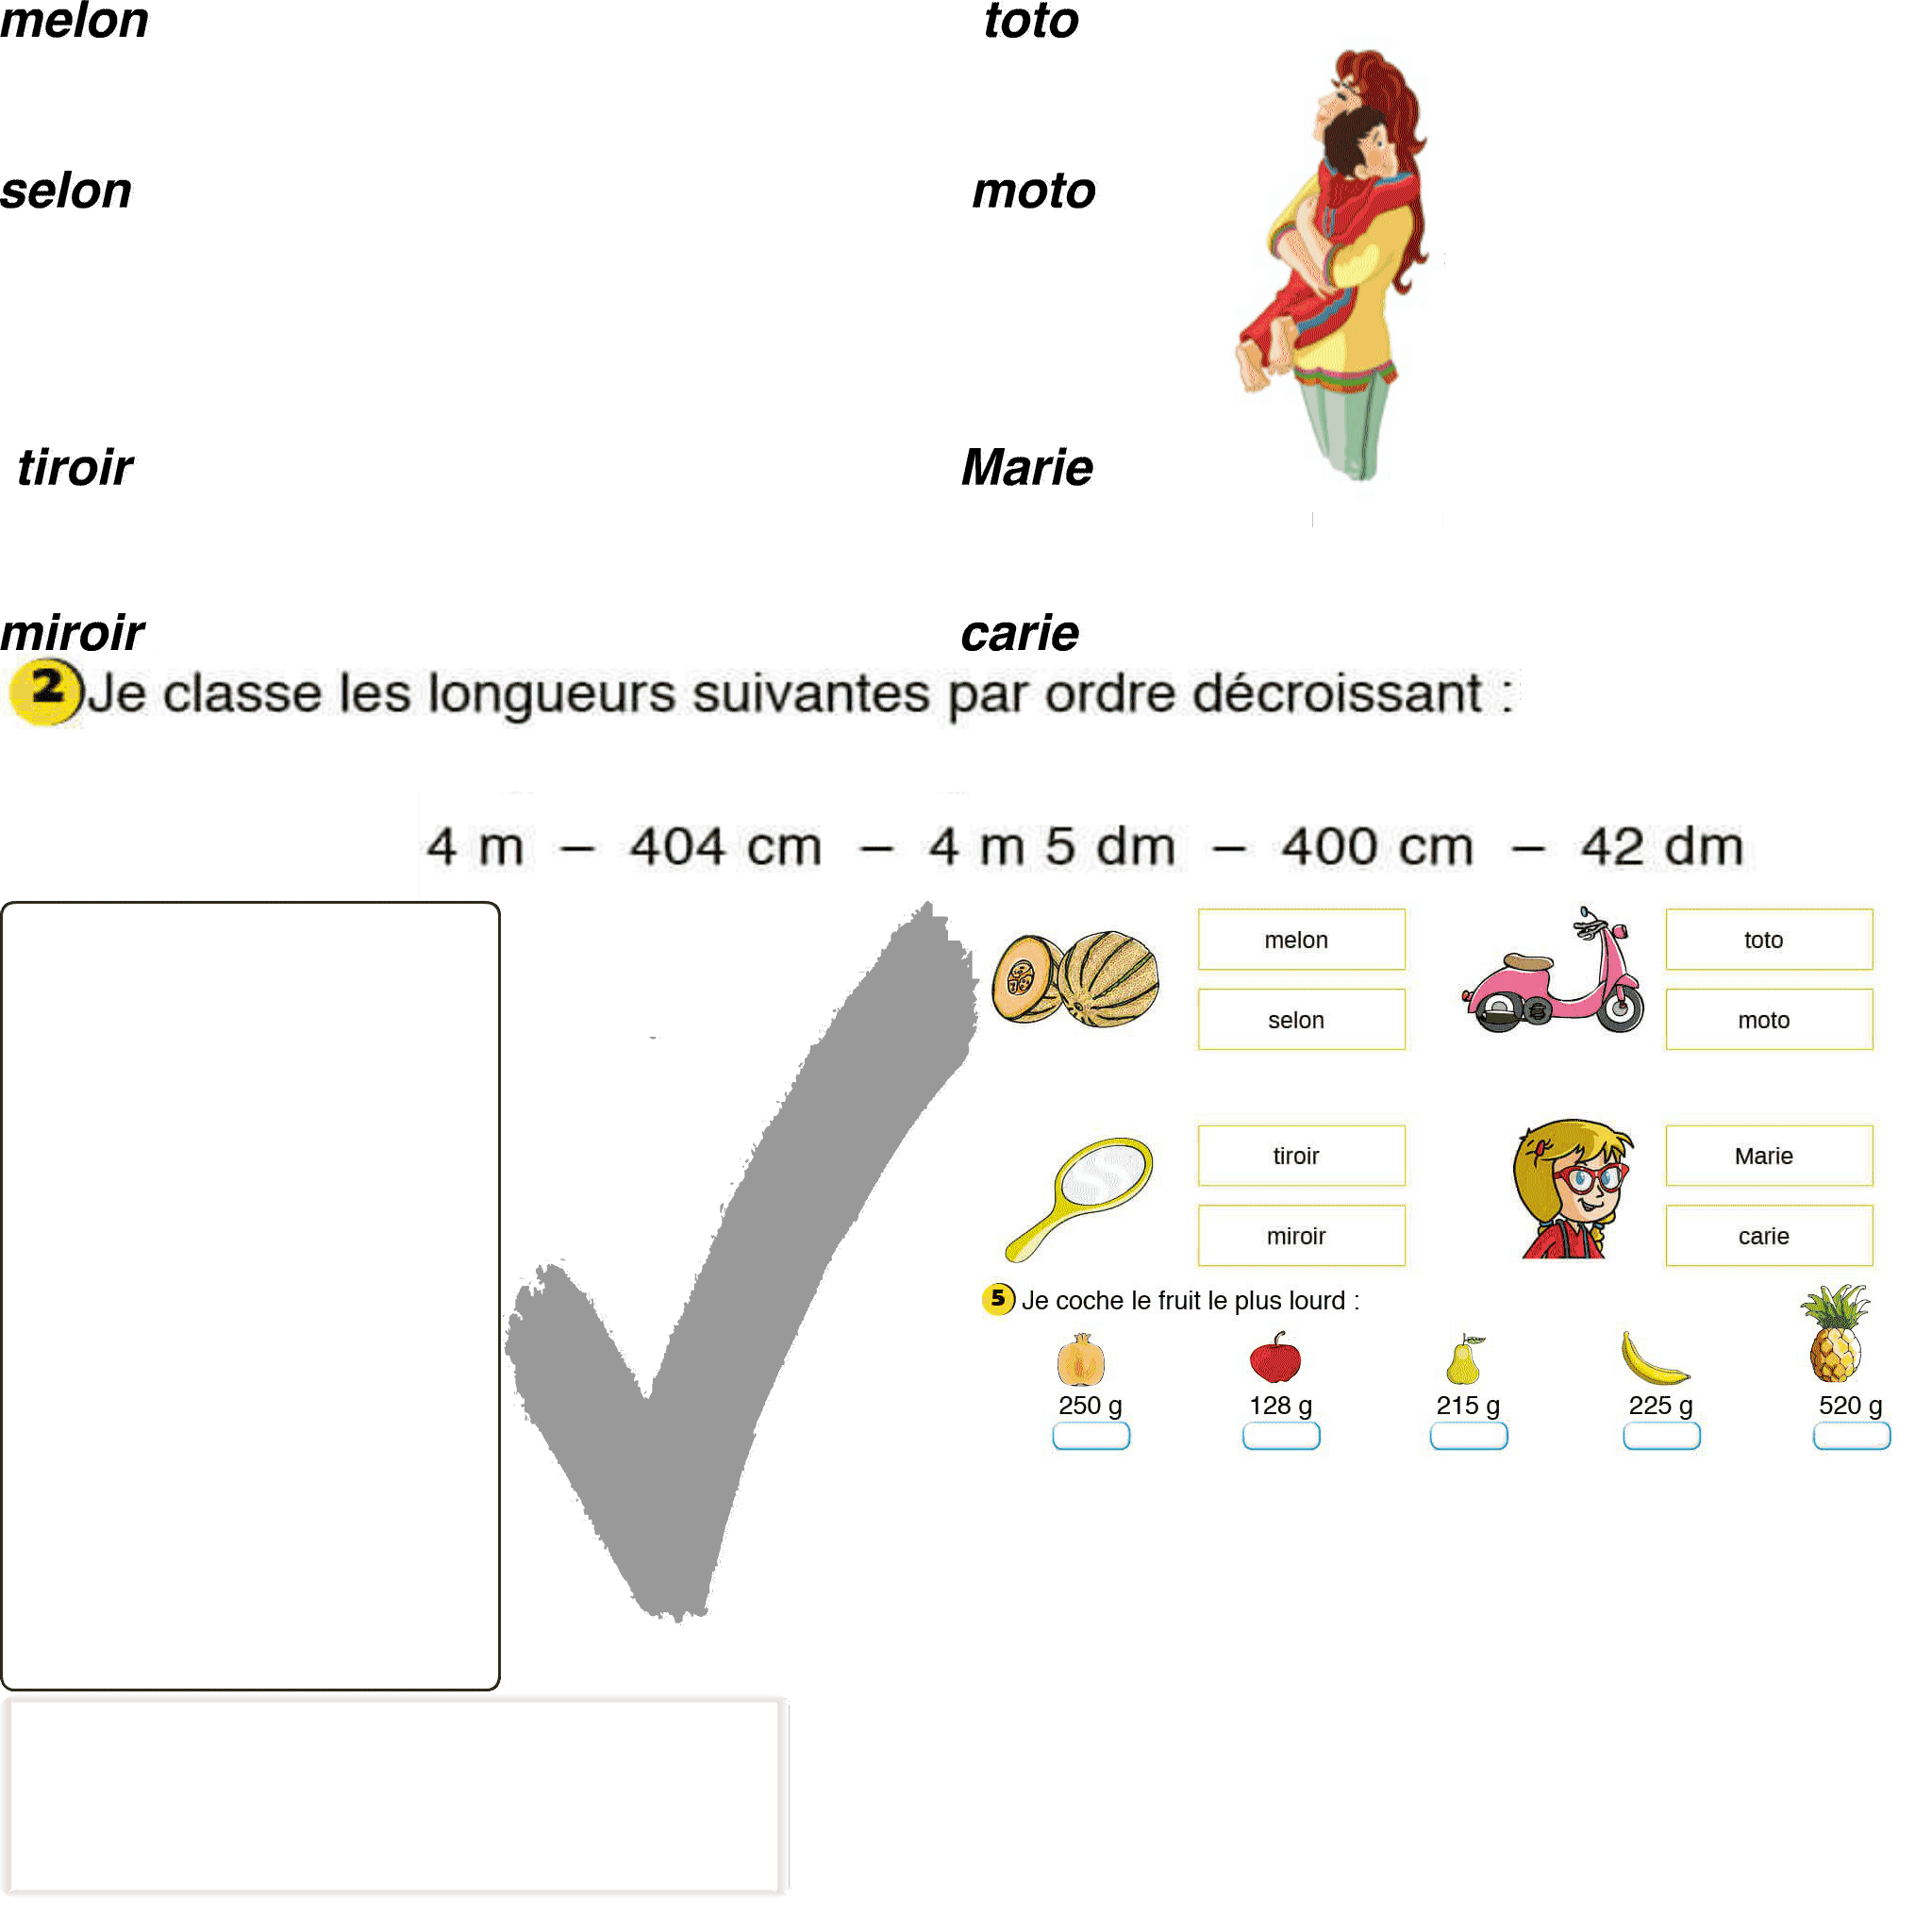 melon
toto
selon
moto
tiroir
Marie
miroir
carie
2 Je classe les longueurs suivantes par ordre décroissant :
4 m – 404 cm – 4 m 5 dm – 400 cm – 42 dm
melon
toto
selon
moto
tiroir
Marie
miroir
carie
5 Je coche le fruit le plus lourd :
250 g 128 g 215 g 225 g 520 g